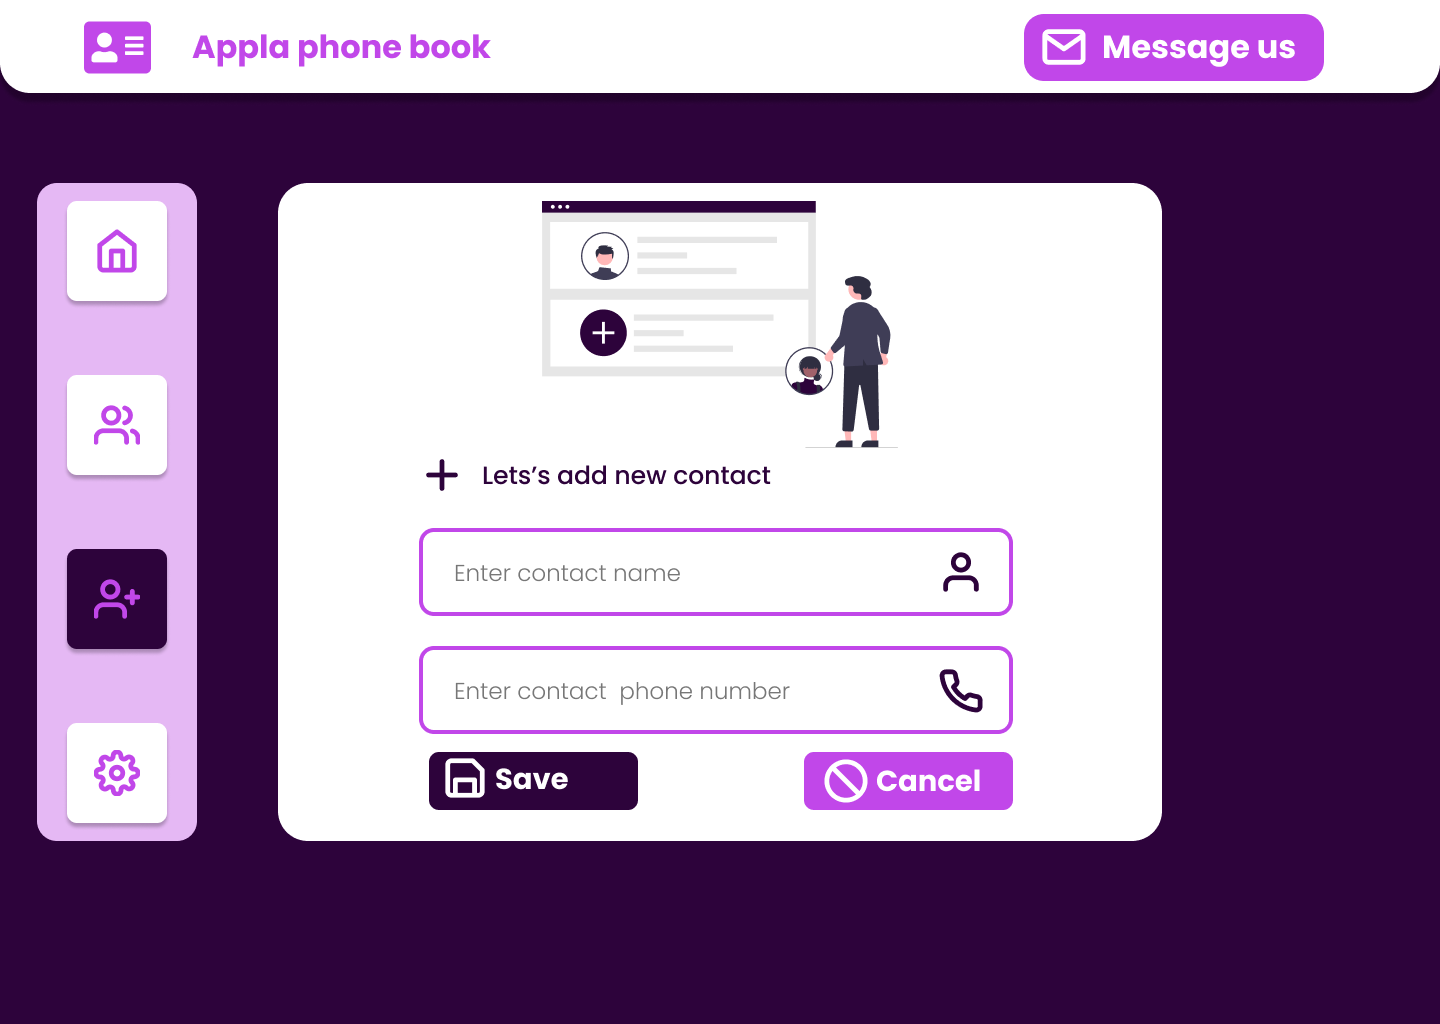 Appla phone book
Message us
Lets’s add new contact
Enter contact name
Enter contact  phone number
Save
Cancel